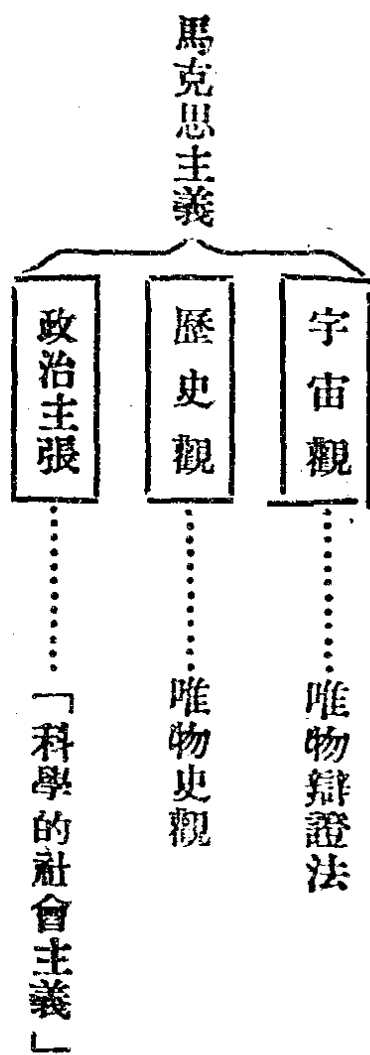 馬克思主義
宇宙觀
唯物辯證法
歷史觀
唯物史觀
政治主張
「科學的社會主義」